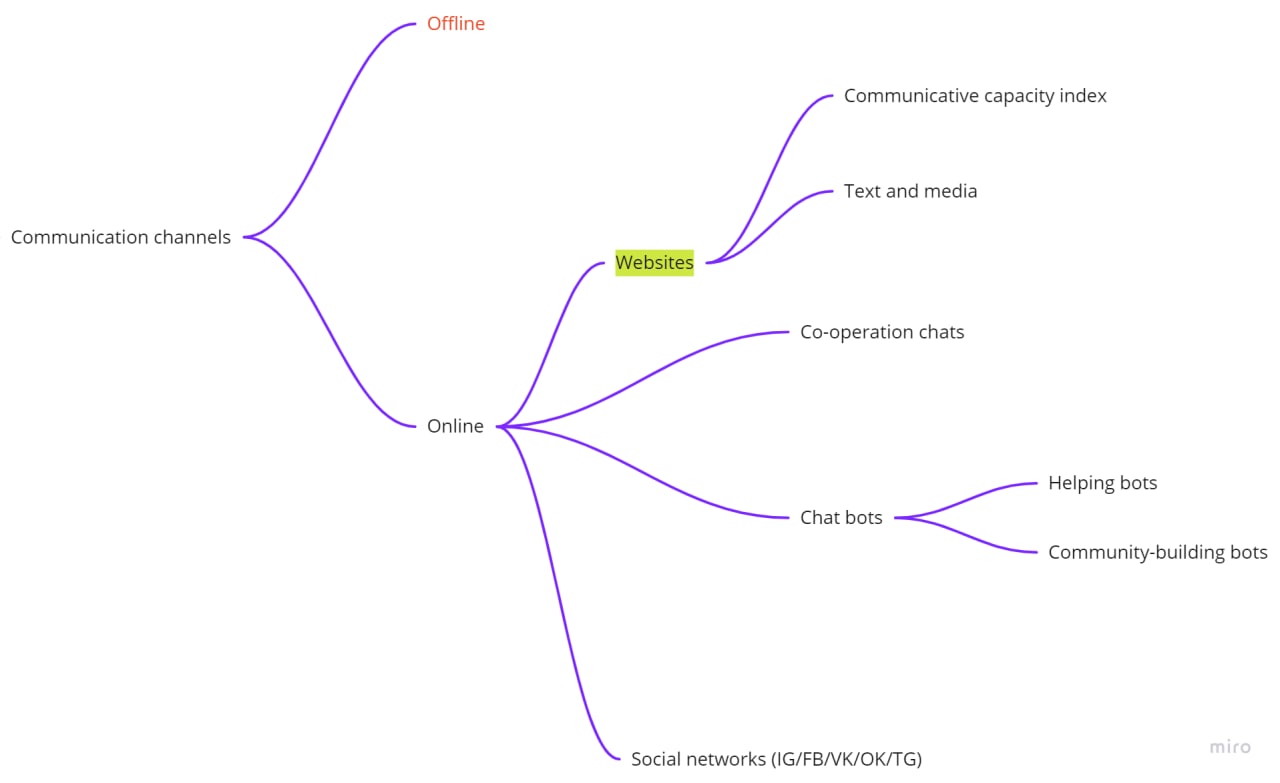 Offline
Communicative capacity index
Text and media
Communication channels
Websites
Co-operation chats
Online
Helping bots
Chat bots
Community-building bots
miro
Social networks (IG/FB/VK/OK/TG)